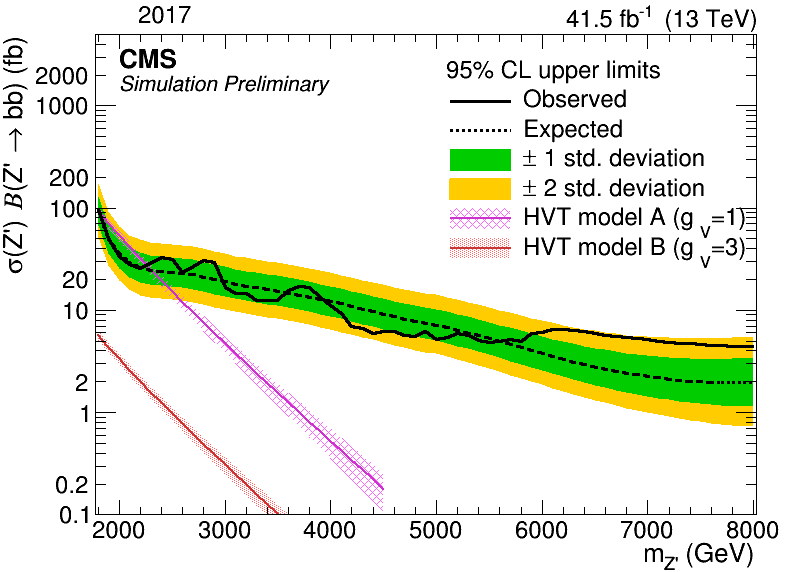 2017
41.5 fb-1 (13 TeV)
CMS
Simulation Preliminary
95% CL upper limits
Observed
Expected
± 1 std. deviation
± 2 std. deviation
HVT model A (g v=1)
HVT model B (g v=3)
σ(Z') B(Z' → bb) (fb)
2000
1000
200
100
20
10
2
1
0.2
0.1
2000 3000 4000 5000 6000 7000 8000
mZ' (GeV)